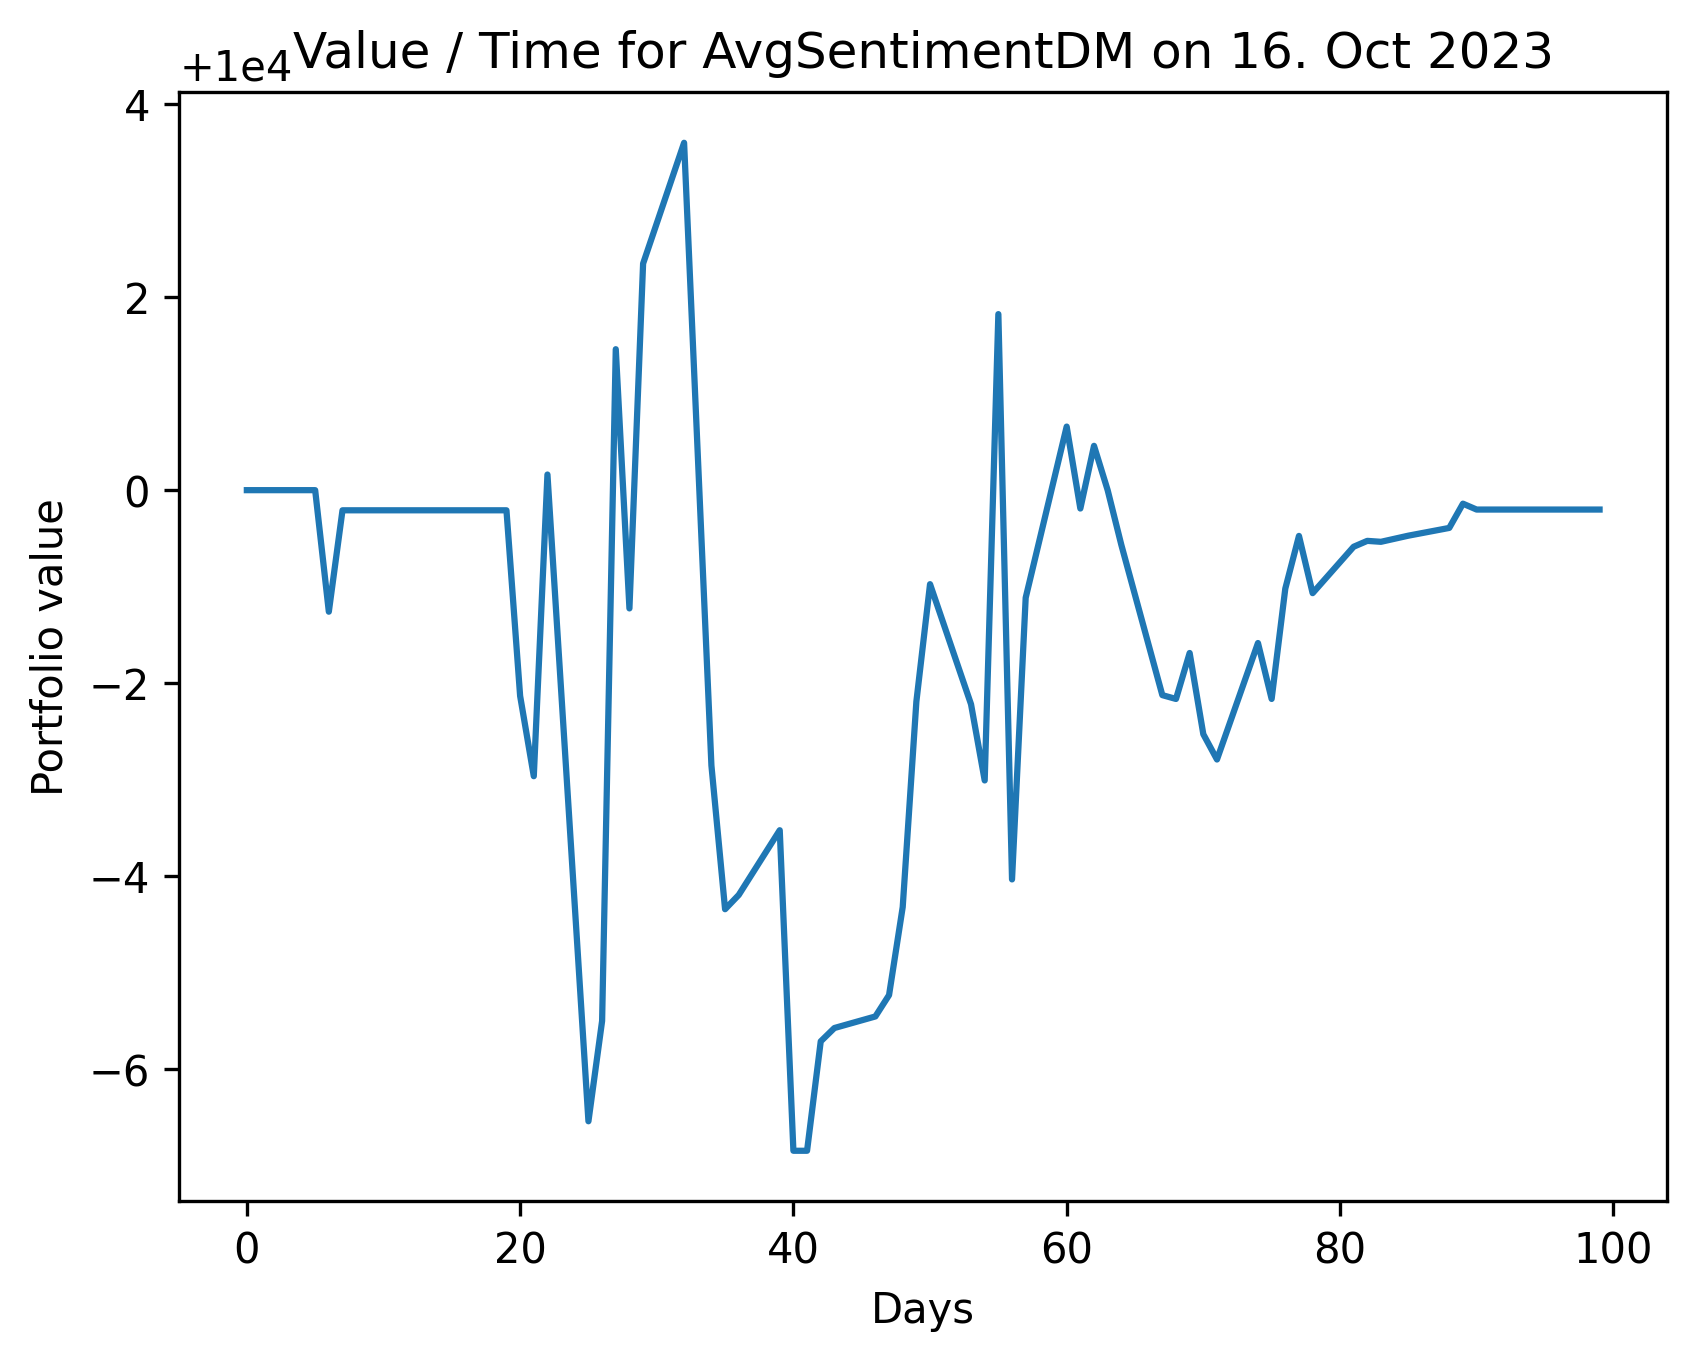 Value / Time for AvgSentimentDM on 16. Oct 2023
+1e4
4
2
0
−2
−4
−6
Portfolio value
0 20 40 60 80 100
Days